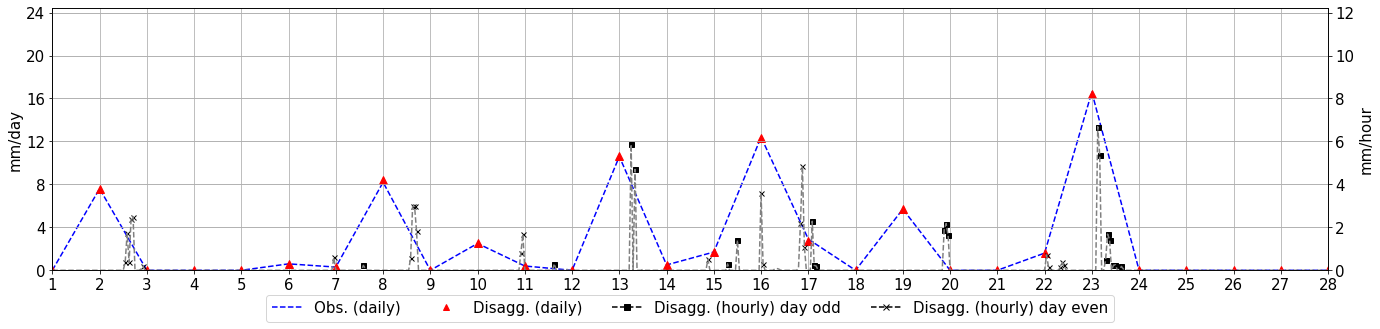 24 12
20 10
16 8
12 6
8 4
4 2
0 0
mm/day
mm/hour
1 2 3 4 5 6 7 8 9 10 11 12 13 14 15 16 17 18 19 20 21 22 23 24 25 26 27 28
Obs. (daily) Disagg. (daily) Disagg. (hourly) day odd Disagg. (hourly) day even